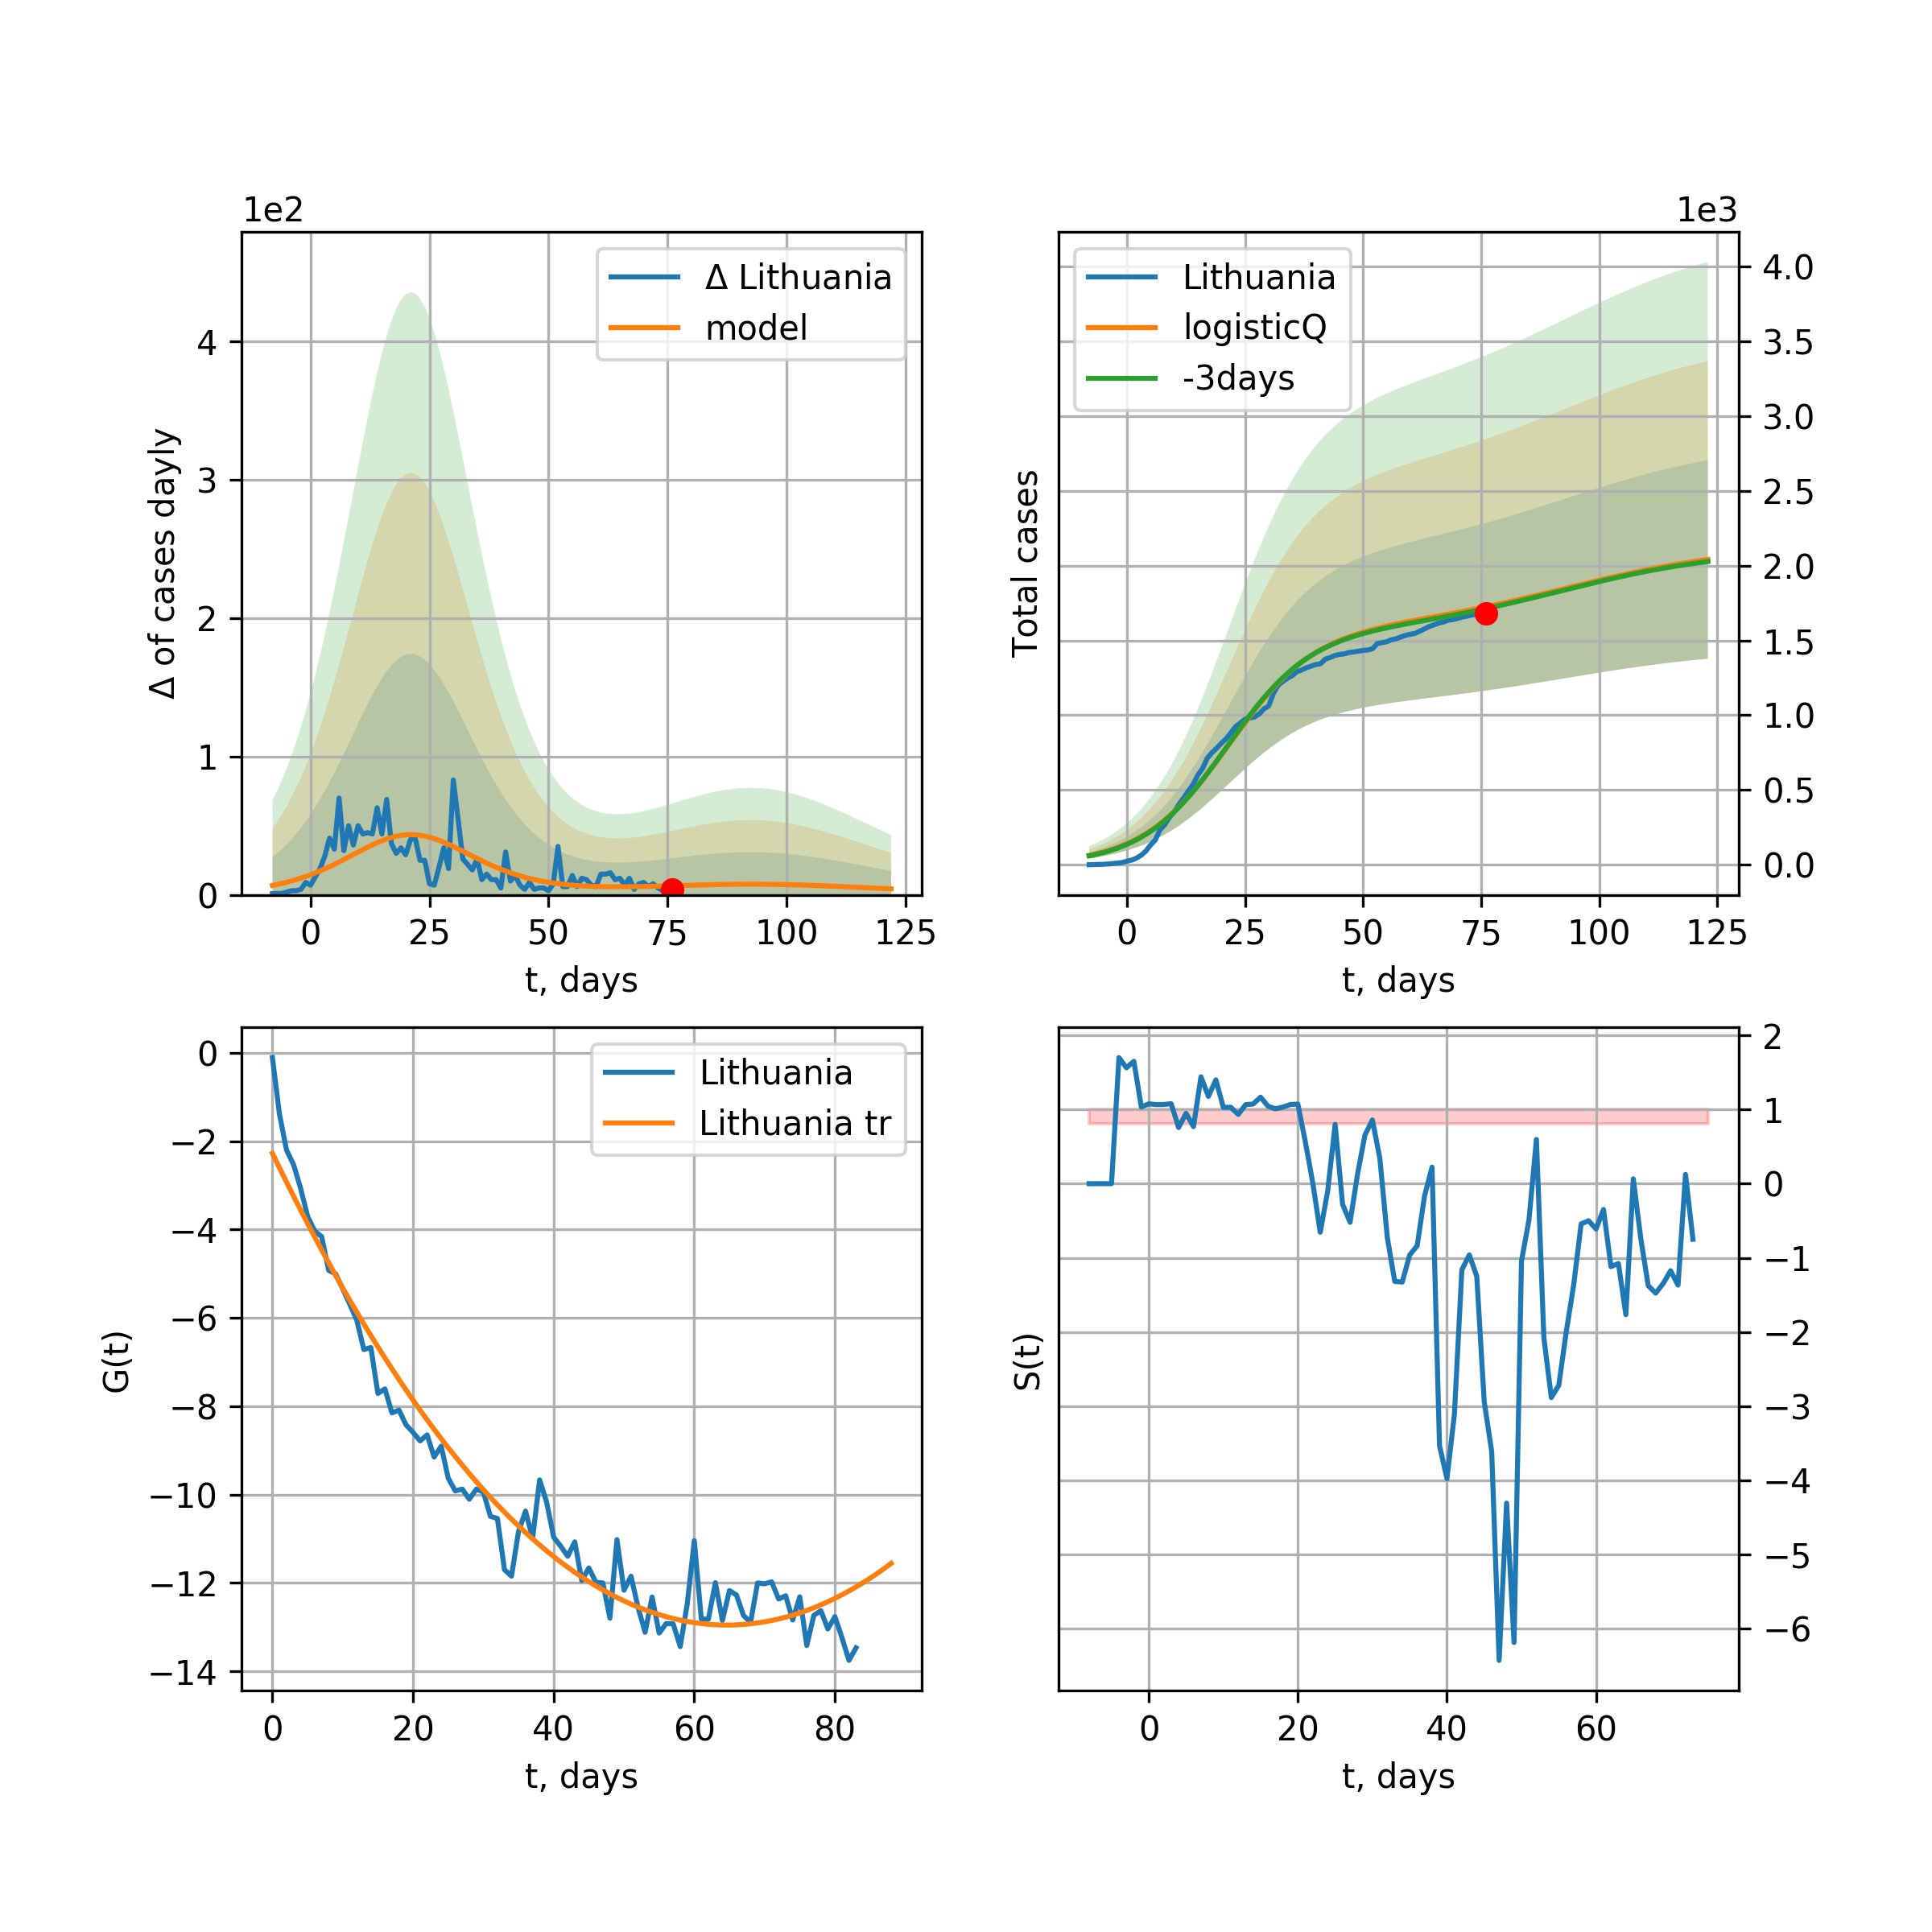 1e2
Δ of cases dayly
4
3
2
1
0
0 25 50 75 100 125
t, days
Δ Lithuania
model
1e3
Total cases
4.0
3.5
3.0
2.5
2.0
1.5
1.0
0.5
0.0
0 25 50 75 100 125
t, days
Lithuania
logisticQ
-3days
G(t)
0
−2
−4
−6
−8
−10
−12
−14
0 20 40 60 80
t, days
Lithuania
Lithuania tr
S(t)
2
1
0
−1
−2
−3
−4
−5
−6
0 20 40 60
t, days